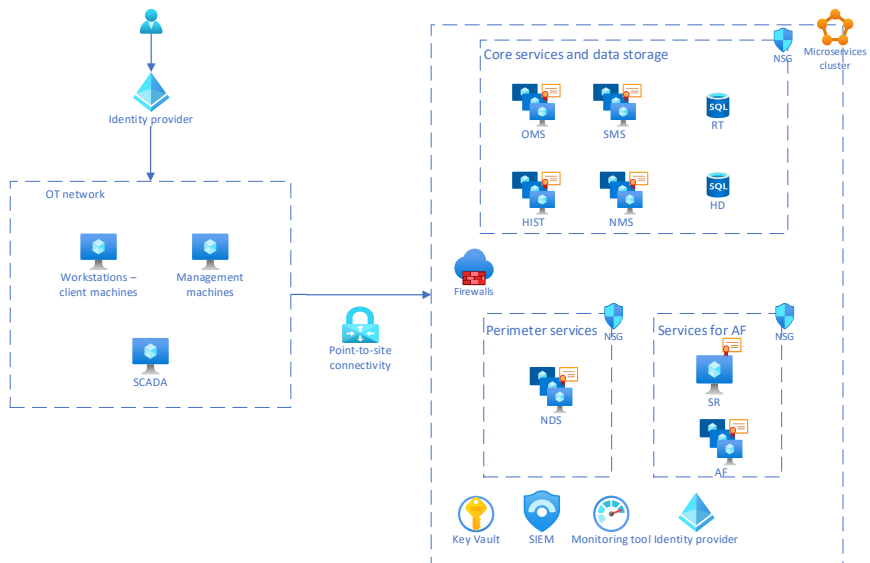 Identity provider
OT network
Workstations –
client machines
Management
machines
SCADA
Point-to-site
connectivity
Microservices
cluster
NSG
Core services and data storage
OMS
SMS
SQL
RT
HIST
NMS
SQL
HD
Firewalls
Perimeter services
NSG
NDS
Services for AF
NSG
SR
AF
Key Vault
SIEM
Monitoring tool
Identity provider